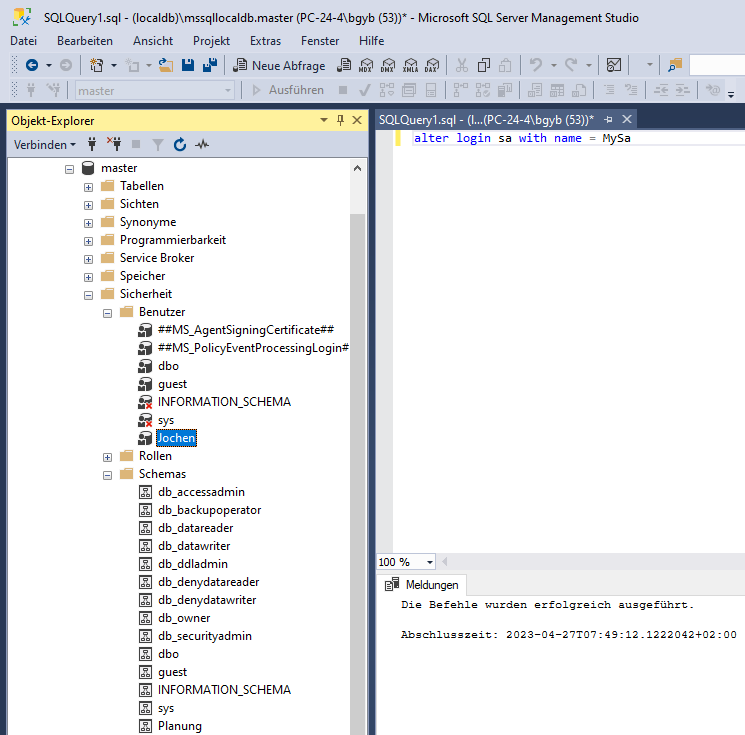 SQLQuery1.sql - (localdb)\mssqllocaldb.master (PC-24-4\bgyb (53))* - Microsoft SQL Server Management Studio
Datei Bearbeiten Ansicht Projekt Extras Fenster Hilfe
Neue Abfrage MDX DMX XMLA DAX
master Ausführen
Objekt-Explorer
Verbinden
master
Tabellen
Sichten
Synonyme
Programmierbarkeit
Service Broker
Speicher
Sicherheit
Benutzer
##MS_AgentSigningCertificate##
##MS_PolicyEventProcessingLogin#
dbo
guest
INFORMATION_SCHEMA
sys
Jochen
Rollen
Schemas
db_accessadmin
db_backupoperator
db_datareader
db_datawriter
db_ddladmin
db_denydatareader
db_denydatawriter
db_owner
db_securityadmin
dbo
guest
INFORMATION_SCHEMA
sys
Planung
SQLQuery1.sql - (l...(PC-24-4\bgyb (53))*
alter login sa with name = MySa
100 %
Meldungen
Die Befehle wurden erfolgreich ausgeführt.
Abschlusszeit: 2023-04-27T07:49:12.1222042+02:00